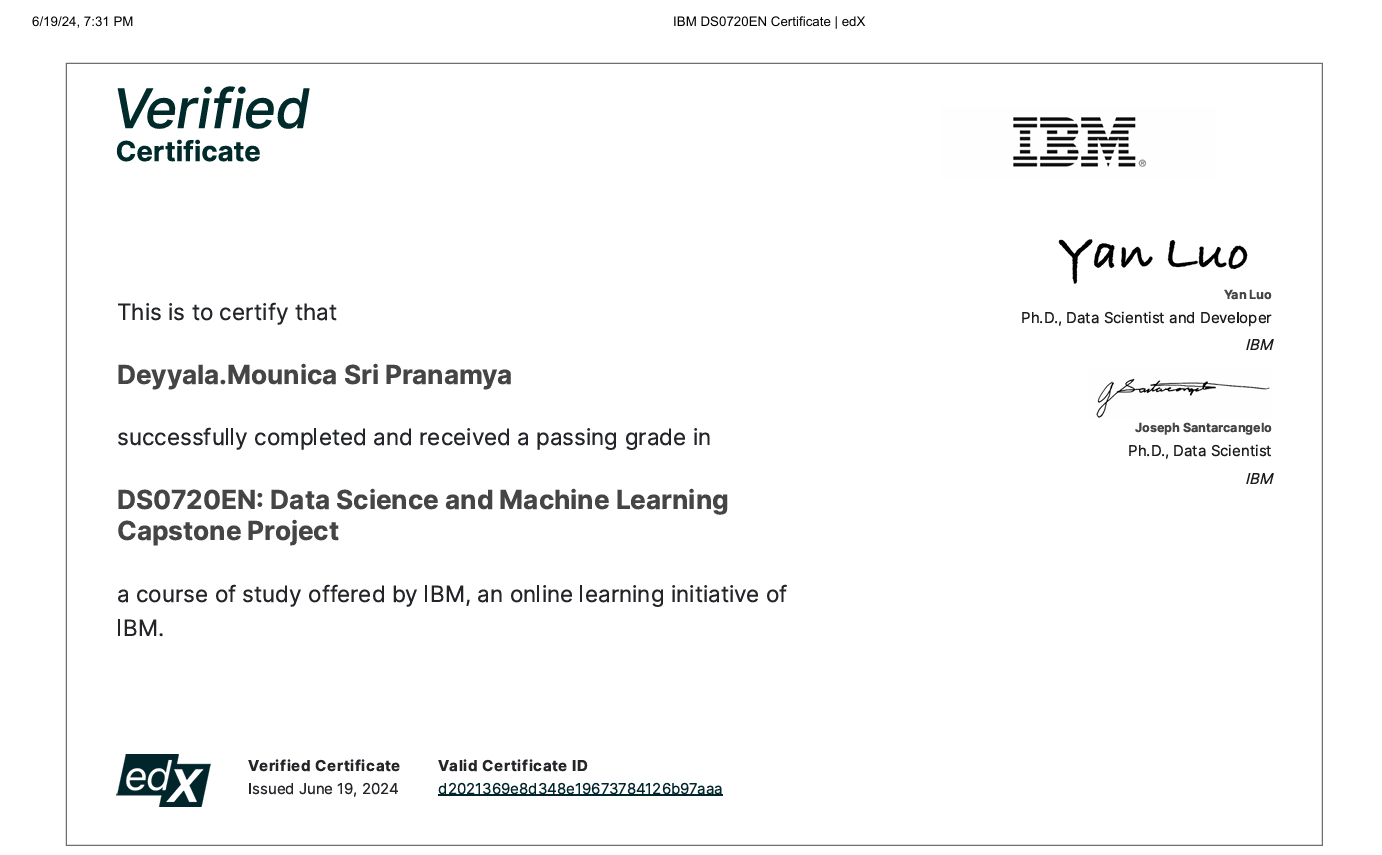 6/19/24, 7:31 PM
IBM DS0720EN Certificate | edX
Verified
Certificate
IBM®
Yan Luo
Yan Luo
Ph.D., Data Scientist and Developer
IBM
J Santarcangelo
Joseph Santarcangelo
Ph.D., Data Scientist
IBM
This is to certify that
Deyyala.Mounica Sri Pranamya
successfully completed and received a passing grade in
DS0720EN: Data Science and Machine Learning
Capstone Project
a course of study offered by IBM, an online learning initiative of
IBM.
edX
Verified Certificate
Issued June 19, 2024
Valid Certificate ID
d2021369e8d348e19673784126b97aaa